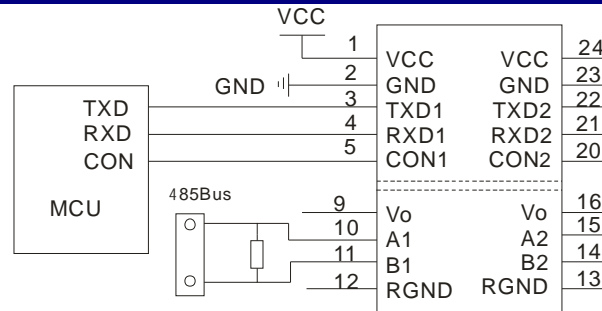 VCC
1 VCC VCC 24
GND 2 GND GND 23
TXD 3 TXD1 TXD2 22
RXD 4 RXD1 RXD2 21
CON 5 CON1 CON2 20
MCU
485Bus
9 Vo Vo 16
10 A1 A2 15
11 B1 B2 14
12 RGND RGND 13